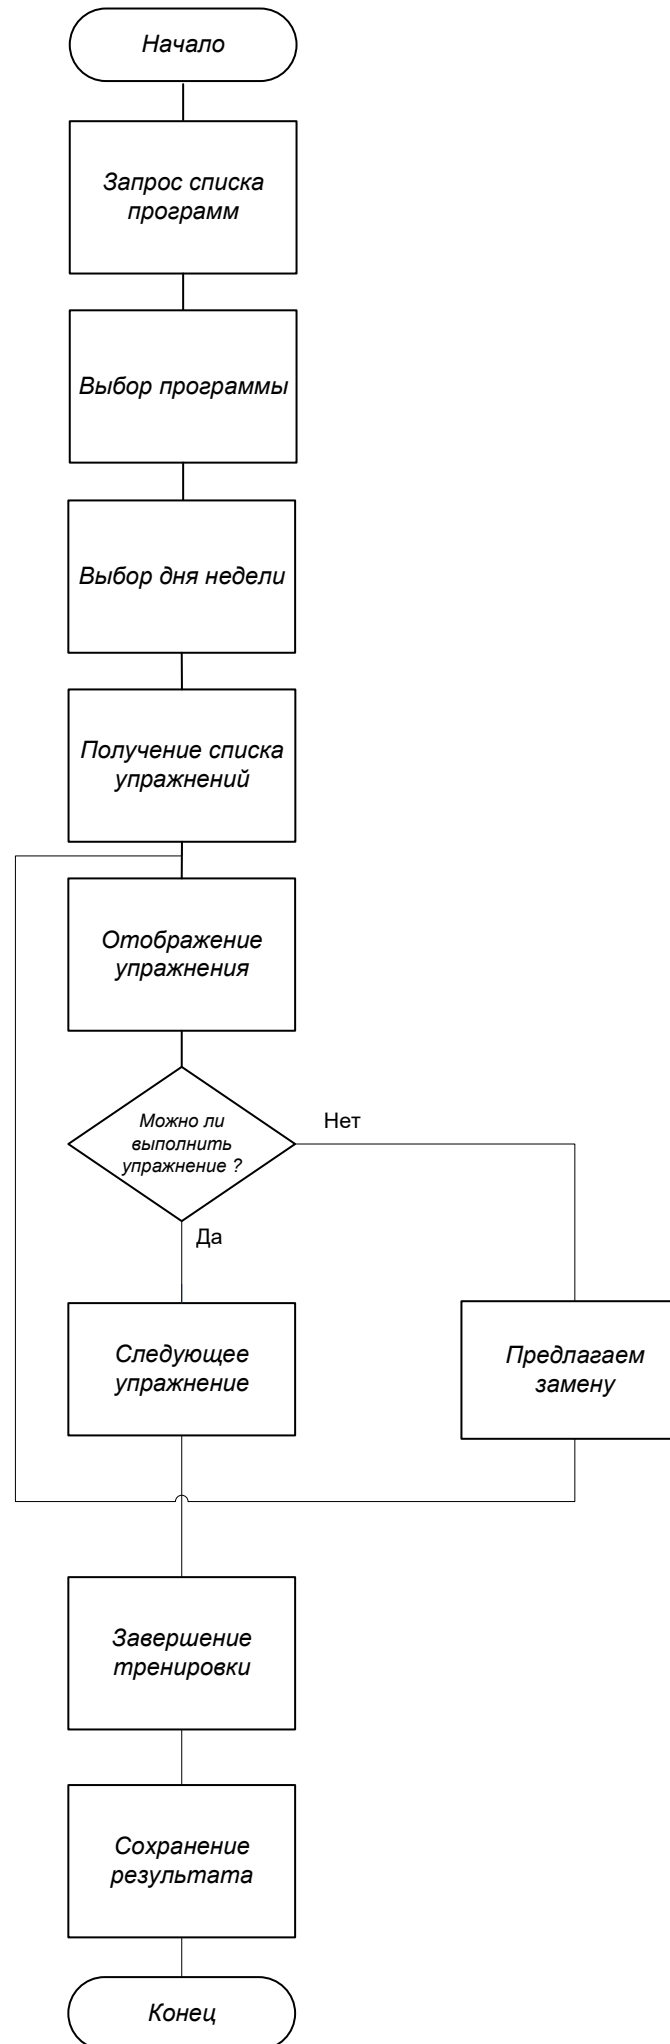 Начало
Запрос списка
программ
Выбор программы
Выбор дня недели
Получение списка
упражнений
Отображение
упражнения
Можно ли
выполнить
упражнение ?
Нет
Да
Следующее
упражнение
Предлагаем
замену
Завершение
тренировки
Сохранение
результата
Конец